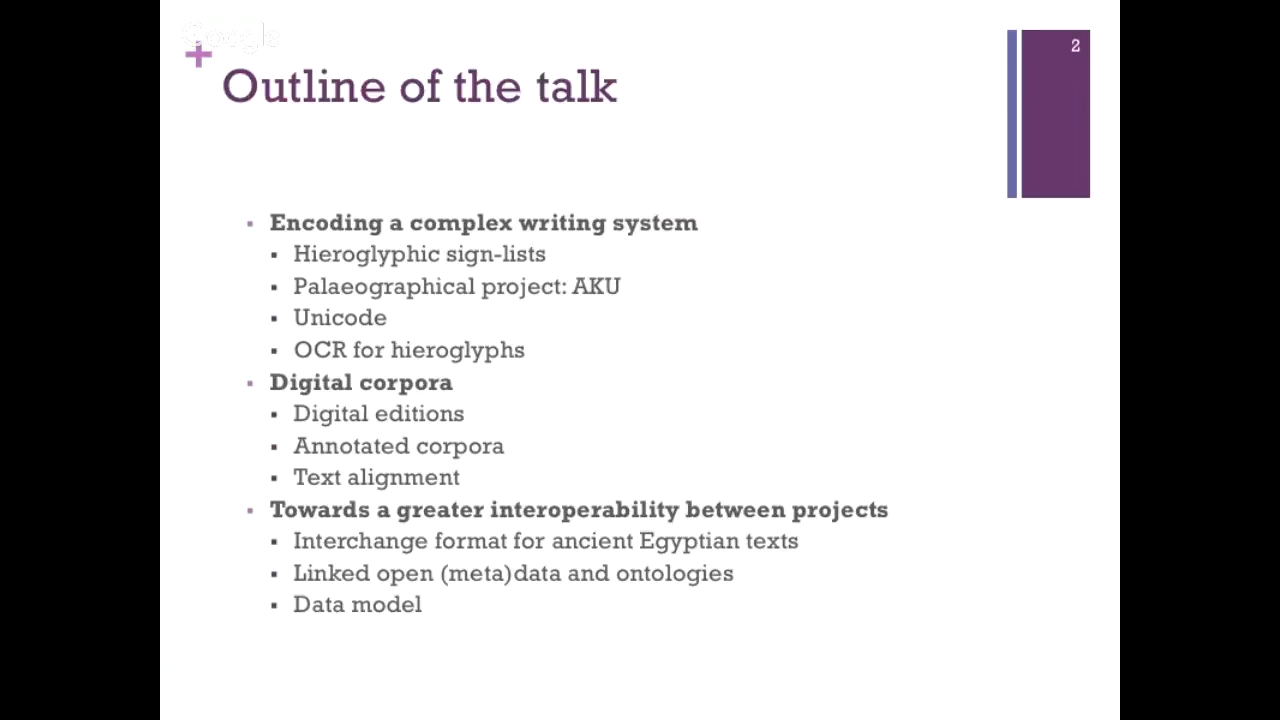 Google
2
+
Outline of the talk
▪ Encoding a complex writing system
▪ Hieroglyphic sign-lists
▪ Palaeographical project: AKU
▪ Unicode
▪ OCR for hieroglyphs
▪ Digital corpora
▪ Digital editions
▪ Annotated corpora
▪ Text alignment
▪ Towards a greater interoperability between projects
▪ Interchange format for ancient Egyptian texts
▪ Linked open (meta)data and ontologies
▪ Data model